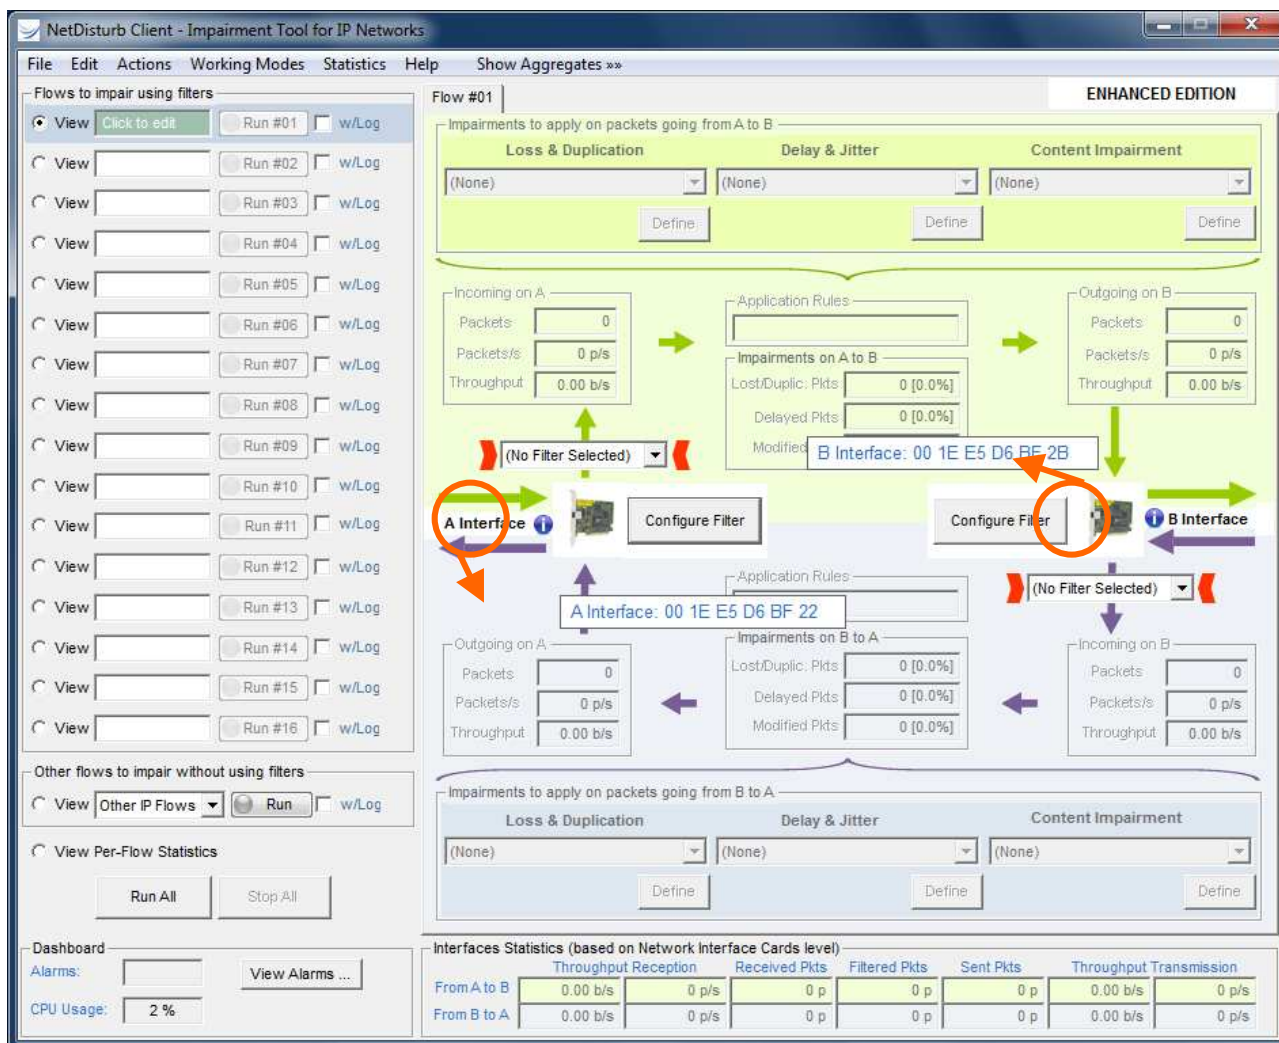 NetDisturb Client - Impairment Tool for IP Networks
File Edit Actions Working Modes Statistics Help Show Aggregates »»
Flows to impair using filters
View Click to edit Run #01 w/Log
View Run #02 w/Log
View Run #03 w/Log
View Run #04 w/Log
View Run #05 w/Log
View Run #06 w/Log
View Run #07 w/Log
View Run #08 w/Log
View Run #09 w/Log
View Run #10 w/Log
View Run #11 w/Log
View Run #12 w/Log
View Run #13 w/Log
View Run #14 w/Log
View Run #15 w/Log
View Run #16 w/Log
Other flows to impair without using filters
View Other IP Flows Run w/Log
View Per-Flow Statistics
Run All Stop All
Dashboard
Alarms: View Alarms ...
CPU Usage: 2 %
Flow #01
ENHANCED EDITION
Impairments to apply on packets going from A to B
Loss & Duplication Delay & Jitter Content Impairment
(None) (None) (None)
Define Define Define
Incoming on A
Packets 0
Packets/s 0 p/s
Throughput 0.00 b/s
Application Rules
Impairments on A to B
Lost/Duplic. Pkts 0 [0.0%]
Delayed Pkts 0 [0.0%]
Modified
Outgoing on B
Packets 0
Packets/s 0 p/s
Throughput 0.00 b/s
(No Filter Selected)
B Interface: 00 1E E5 D6 BF 2B
A Interface Configure Filter
Configure Filter B Interface
(No Filter Selected)
A Interface: 00 1E E5 D6 BF 22
Outgoing on A
Packets 0
Packets/s 0 p/s
Throughput 0.00 b/s
Application Rules
Impairments on B to A
Lost/Duplic. Pkts 0 [0.0%]
Delayed Pkts 0 [0.0%]
Modified Pkts 0 [0.0%]
Incoming on B
Packets 0
Packets/s 0 p/s
Throughput 0.00 b/s
Impairments to apply on packets going from B to A
Loss & Duplication Delay & Jitter Content Impairment
(None) (None) (None)
Define Define Define
Interfaces Statistics (based on Network Interface Cards level)
Throughput Reception Received Pkts Filtered Pkts Sent Pkts Throughput Transmission
From A to B 0.00 b/s 0 p/s 0 p 0 p 0 p 0.00 b/s 0 p/s
From B to A 0.00 b/s 0 p/s 0 p 0 p 0 p 0.00 b/s 0 p/s